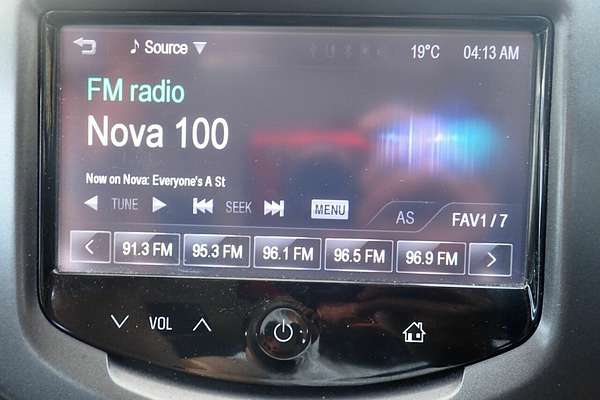 Source
19°C
04:13 AM
FM radio
Nova 100
Now on Nova: Everyone's A St
TUNE
SEEK
MENU
AS
FAV1 / 7
91.3 FM
95.3 FM
96.1 FM
96.5 FM
96.9 FM
VOL